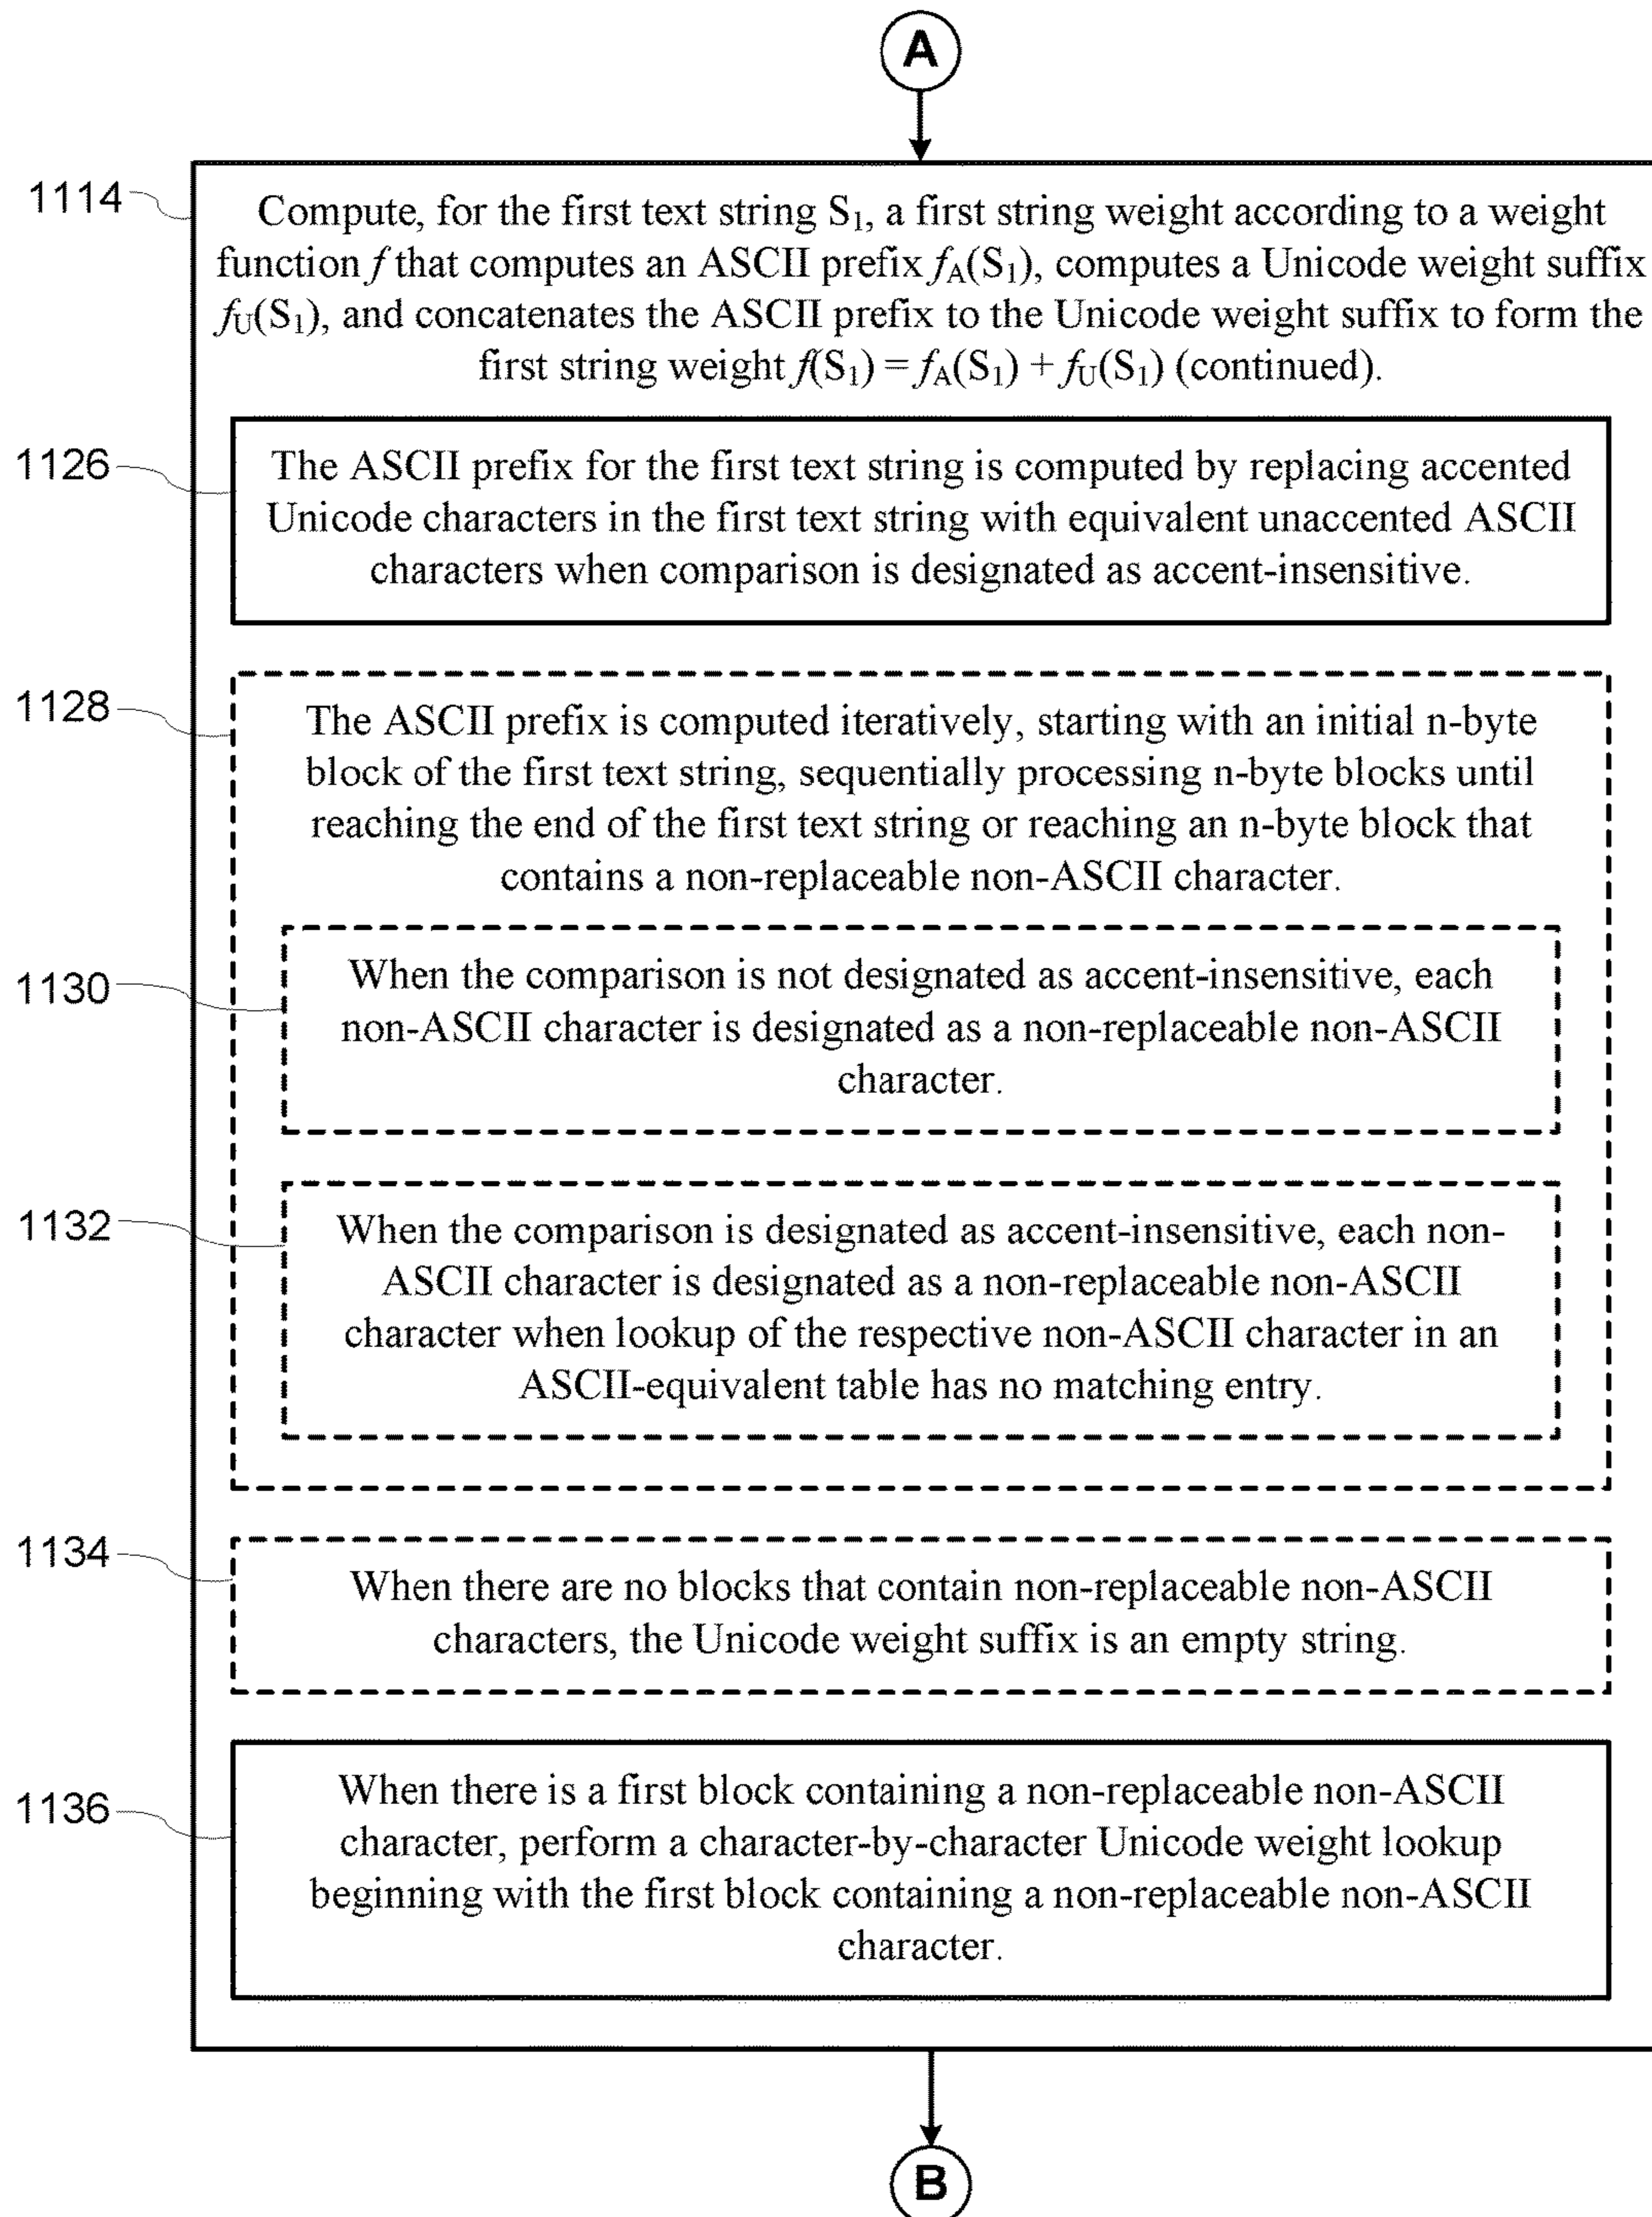 A
1114
Compute, for the first text string S₁, a first string weight according to a weight
function f that computes an ASCII prefix f_A(S₁), computes a Unicode weight suffix
f_U(S₁), and concatenates the ASCII prefix to the Unicode weight suffix to form the
first string weight f(S₁) = f_A(S₁) + f_U(S₁) (continued).
1126
The ASCII prefix for the first text string is computed by replacing accented
Unicode characters in the first text string with equivalent unaccented ASCII
characters when comparison is designated as accent-insensitive.
1128
The ASCII prefix is computed iteratively, starting with an initial n-byte
block of the first text string, sequentially processing n-byte blocks until
reaching the end of the first text string or reaching an n-byte block that
contains a non-replaceable non-ASCII character.
1130
When the comparison is not designated as accent-insensitive, each
non-ASCII character is designated as a non-replaceable non-ASCII
character.
1132
When the comparison is designated as accent-insensitive, each non-
ASCII character is designated as a non-replaceable non-ASCII
character when lookup of the respective non-ASCII character in an
ASCII-equivalent table has no matching entry.
1134
When there are no blocks that contain non-replaceable non-ASCII
characters, the Unicode weight suffix is an empty string.
1136
When there is a first block containing a non-replaceable non-ASCII
character, perform a character-by-character Unicode weight lookup
beginning with the first block containing a non-replaceable non-ASCII
character.
B